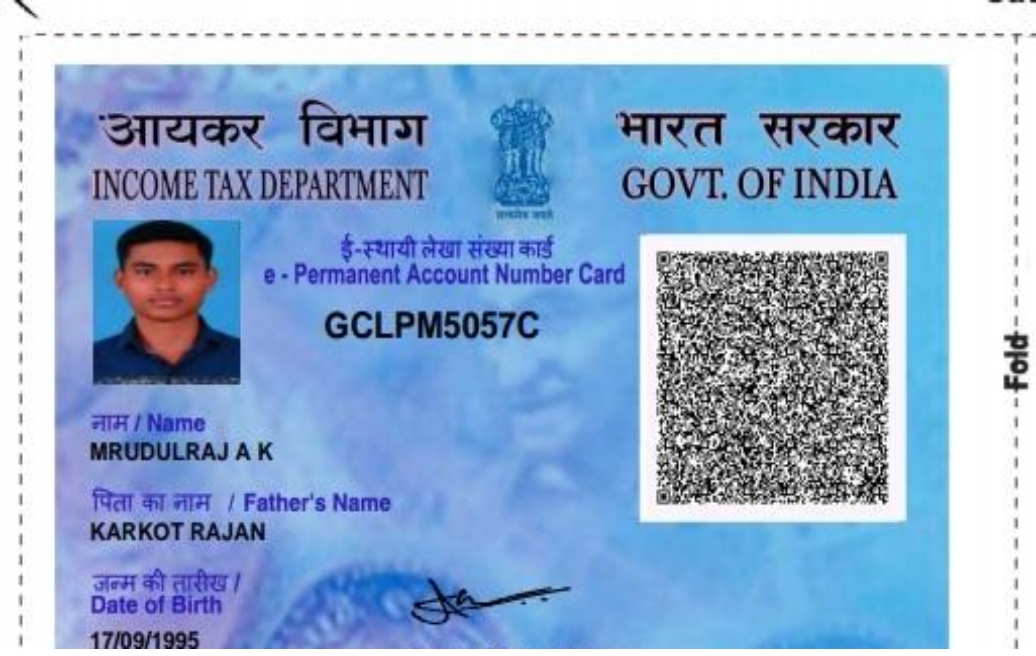 आयकर विभाग
INCOME TAX DEPARTMENT
सत्यमेव जयते
भारत सरकार
GOVT. OF INDIA
ई-स्थायी लेखा संख्या कार्ड
e - Permanent Account Number Card
GCLPM5057C
नाम / Name
MRUDULRAJ A K
पिता का नाम / Father's Name
KARKOT RAJAN
जन्म की तारीख /
Date of Birth
17/09/1995
Fold